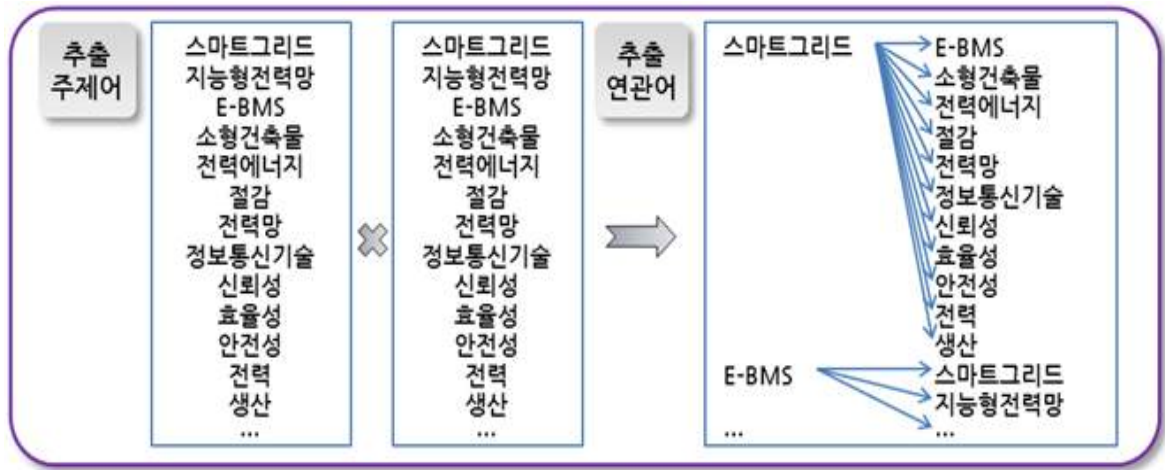 추출
주제어
스마트그리드
지능형전력망
E-BMS
소형건축물
전력에너지
절감
전력망
정보통신기술
신뢰성
효율성
안전성
전력
생산
...
스마트그리드
지능형전력망
E-BMS
소형건축물
전력에너지
절감
전력망
정보통신기술
신뢰성
효율성
안전성
전력
생산
...
추출
연관어
스마트그리드
E-BMS
소형건축물
전력에너지
절감
전력망
정보통신기술
신뢰성
효율성
안전성
전력
생산
E-BMS
스마트그리드
지능형전력망
...
...